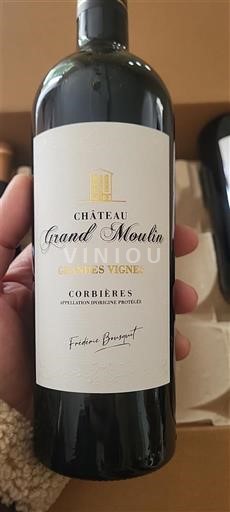 CHÂTEAU
Grand Moulin
VINIOU
GRANDES VIGNES
CORBIÈRES
APPELLATION D'ORIGINE PROTÉGÉE
Frédéric Bousquet